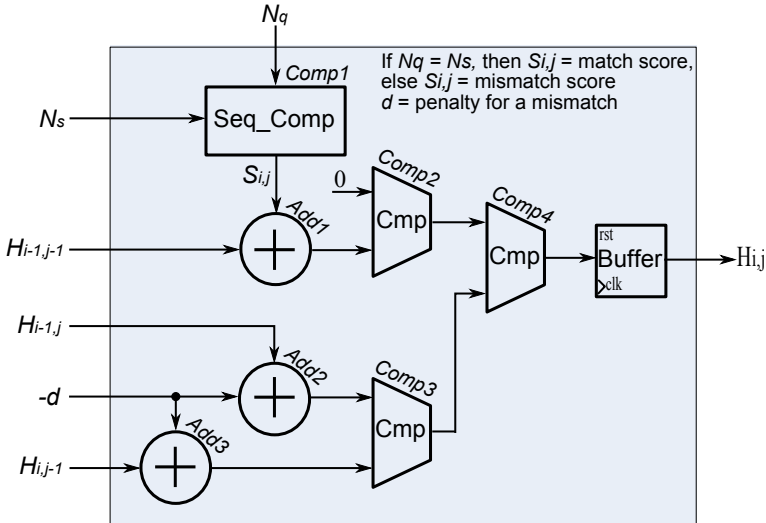 Nq
If Nq = Ns, then Si,j = match score,
else Si,j = mismatch score
d = penalty for a mismatch
Comp1
Ns
Seq_Comp
Si,j
0
Comp2
Cmp
Comp4
Cmp
Add1
Hi-1,j-1
rst
Buffer
clk
Hi,j
Hi-1,j
Add2
Comp3
-d
Cmp
Add3
Hi,j-1